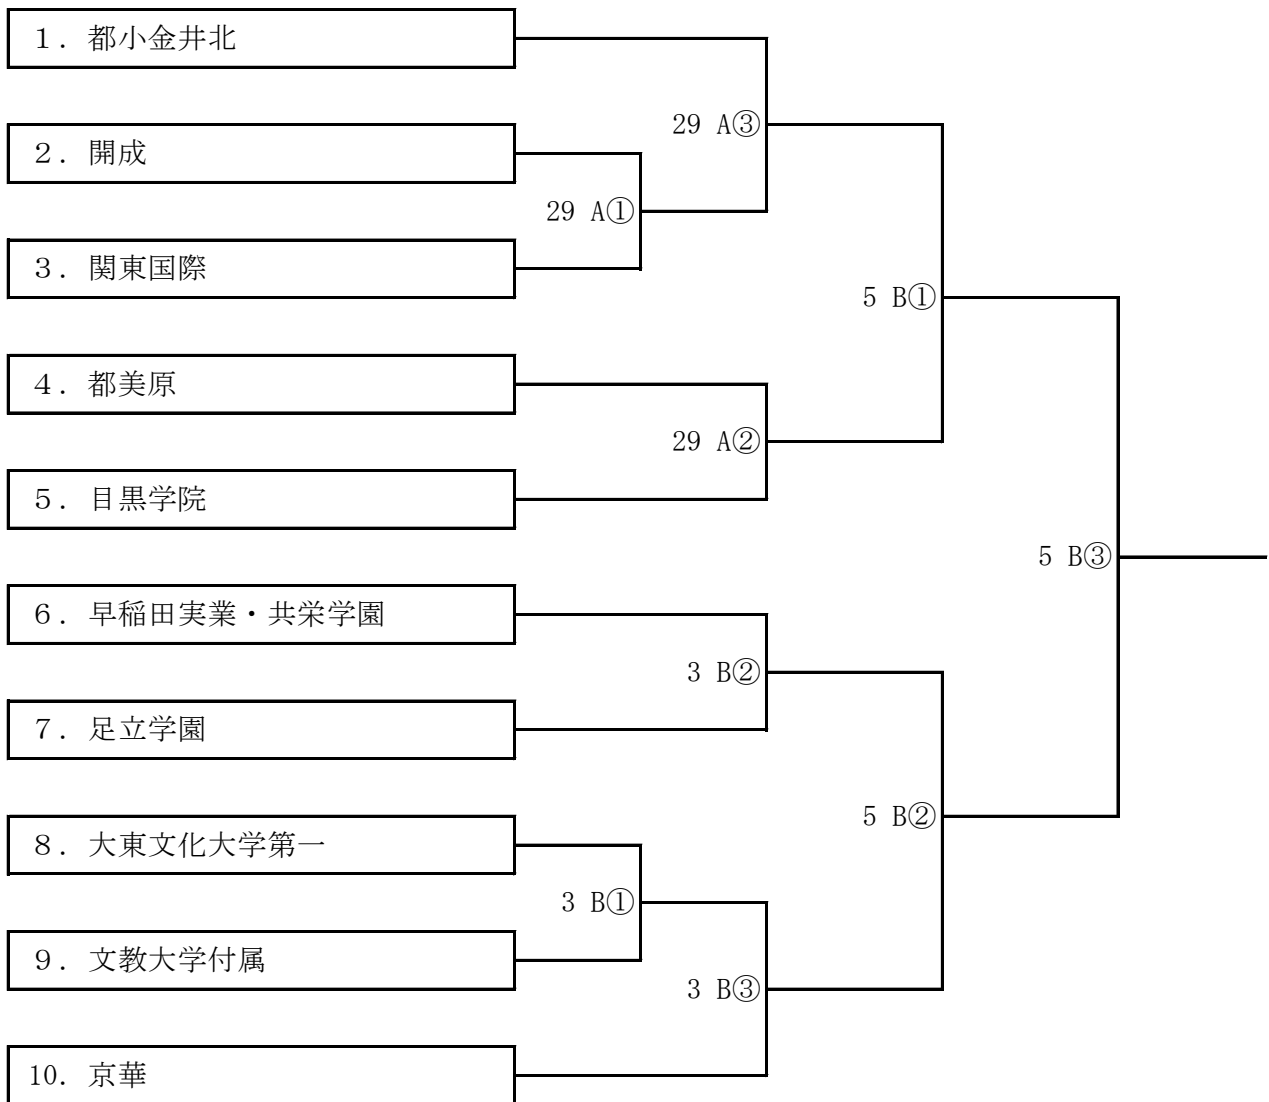 １．都小金井北
29 A③
２．開成
29 A①
３．関東国際
5 B①
４．都美原
29 A②
５．目黒学院
5 B③
６．早稲田実業・共栄学園
3 B②
７．足立学園
5 B②
８．大東文化大学第一
3 B①
９．文教大学付属
3 B③
10．京華